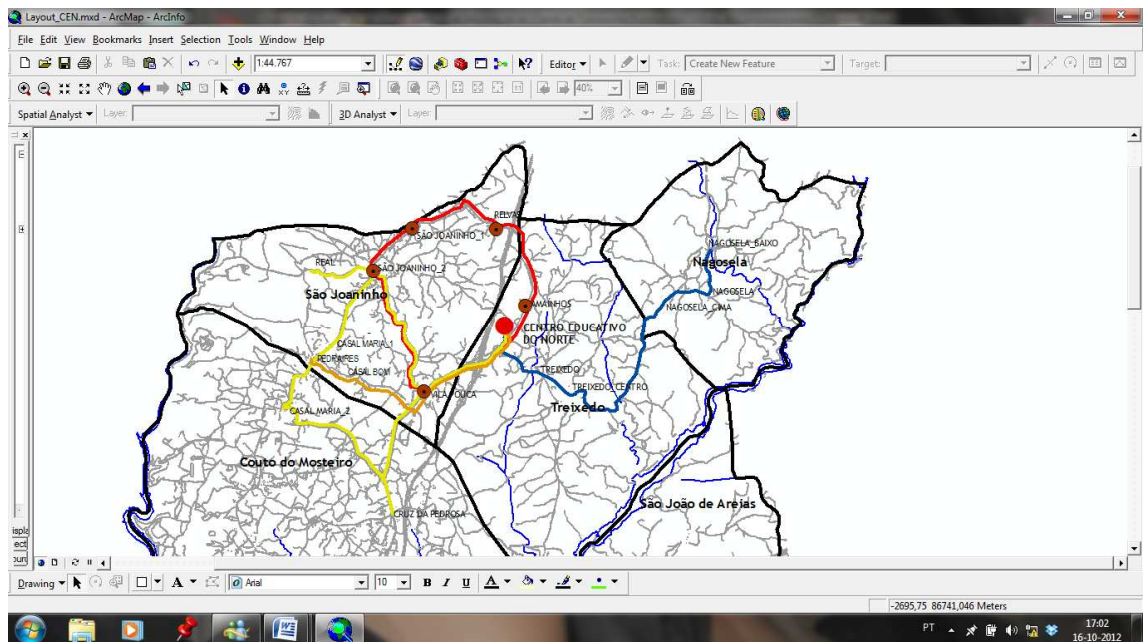 Layout_CEN.mxd - ArcMap - ArcInfo
File Edit View Bookmarks Insert Selection Tools Window Help
1:44.767 Editor Task: Create New Feature Target:
40%
Spatial Analyst Layer: 3D Analyst Layer:
RELVAS
SÃO JOANINHO_1
NAGOSELA_BAIXO
REAL
SÃO JOANINHO_2
Nagosela
São Joaninho
NAGOSELA
NAGOSELA_CIMA
CENTRO EDUCATIVO
DO NORTE
CASAL MARIA_1
PEDRAIRES
CASAL BOM
TREIXEDO
TREIXEDO_CENTRO
VILA POUCA
Treixedo
CASAL MARIA_2
Couto do Mosteiro
São João de Areias
CRUZ DA PEDROSA
Drawing A Arial 10 B I U A
-2695,75 86741,046 Meters
PT 17:02
16-10-2012